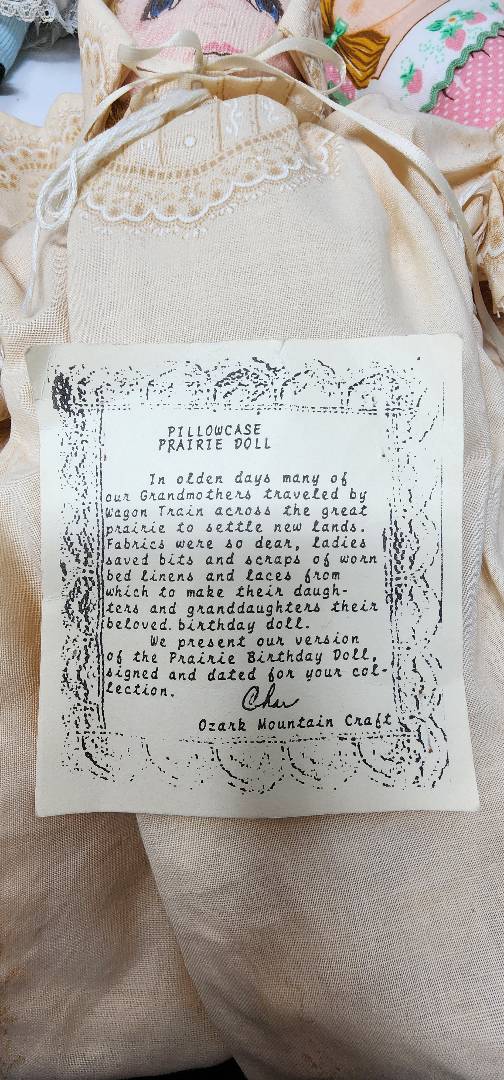 PILLOWCASE
PRAIRIE DOLL
In olden days many of
our Grandmothers traveled by
Wagon Train across the great
prairie to settle new lands.
Fabrics were so dear, ladies
saved bits and scraps of worn
bed linens and laces from
which to make their daugh-
ters and granddaughters their
beloved birthday doll.
We present our version
of the Prairie Birthday Doll,
signed and dated for your col-
lection.
Ozark Mountain Craft